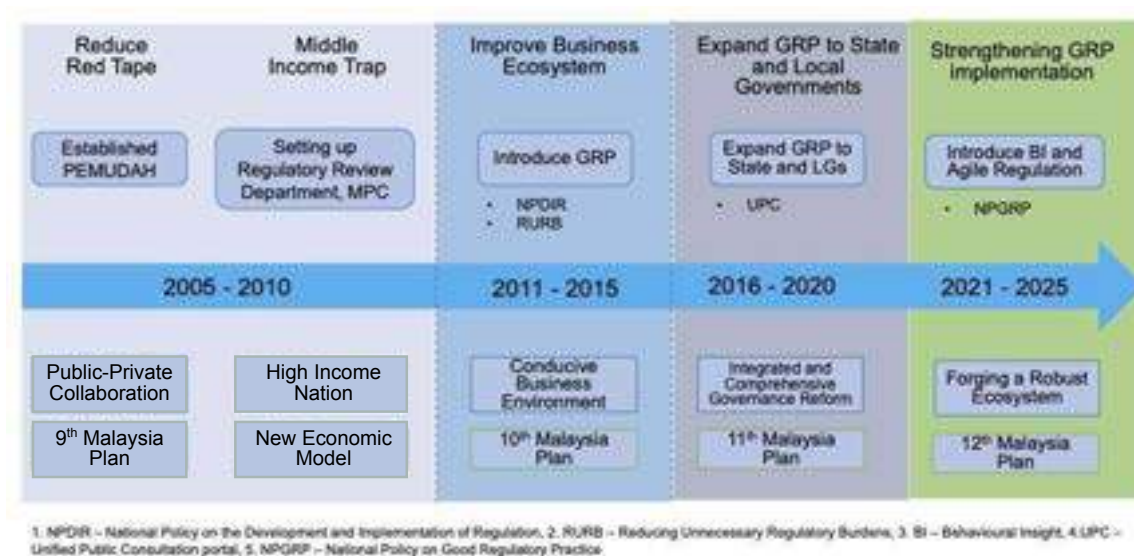 Reduce
Red Tape
Middle
Income Trap
Improve Business
Ecosystem
Expand GRP to State
and Local
Governments
Strengthening GRP
implementation
Established
PEMUDAH
Setting up
Regulatory Review
Department, MPC
Introduce GRP
Expand GRP to
State and LGs
Introduce BI and
Agile Regulation
• NPDIR
• RURB
• UPC
• NPGRP
2005 - 2010
2011 - 2015
2016 - 2020
2021 - 2025
Public-Private
Collaboration
High Income
Nation
Conducive
Business
Environment
Integrated and
Comprehensive
Governance Reform
Forging a Robust
Ecosystem
9th Malaysia
Plan
New Economic
Model
10th Malaysia
Plan
11th Malaysia
Plan
12th Malaysia
Plan
1. NPDIR – National Policy on the Development and Implementation of Regulation, 2. RURB – Reducing Unnecessary Regulatory Burdens, 3. BI – Behavioural Insight, 4.UPC –
Unified Public Consultation portal, 5. NPGRP – National Policy on Good Regulatory Practice